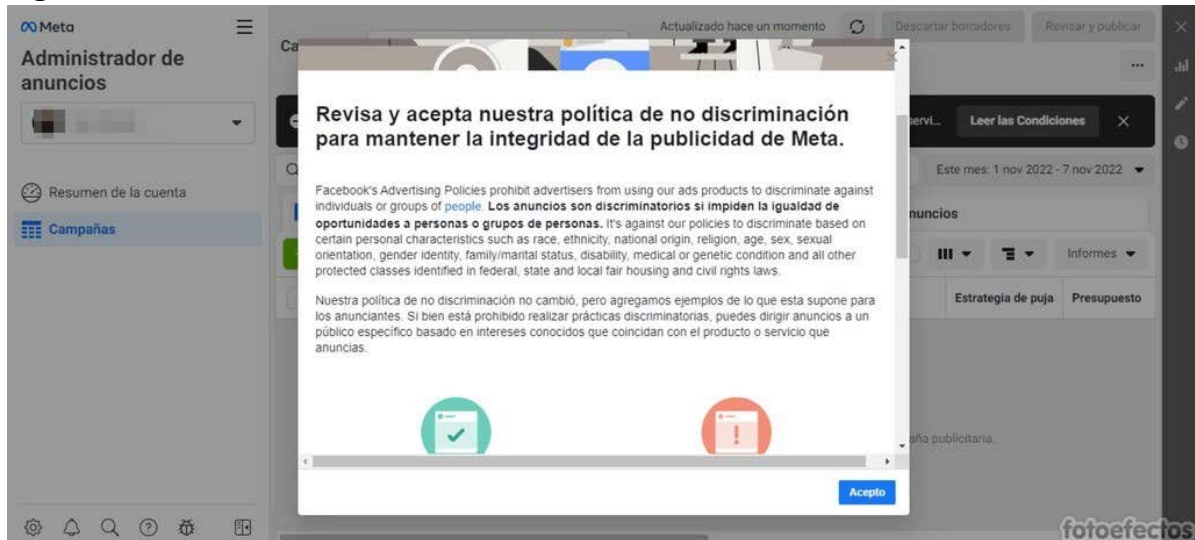 Meta
Administrador de
anuncios
Resumen de la cuenta
Campañas
Ca
Actualizado hace un momento
Descartar borradores
Revisar y publicar
servi...
Leer las Condiciones
Este mes: 1 nov 2022 - 7 nov 2022
nuncios
Informes
Estrategia de puja
Presupuesto
aña publicitaria.
Revisa y acepta nuestra política de no discriminación
para mantener la integridad de la publicidad de Meta.
Facebook's Advertising Policies prohibit advertisers from using our ads products to discriminate against
individuals or groups of people. Los anuncios son discriminatorios si impiden la igualdad de
oportunidades a personas o grupos de personas. It's against our policies to discriminate based on
certain personal characteristics such as race, ethnicity, national origin, religion, age, sex, sexual
orientation, gender identity, family/marital status, disability, medical or genetic condition and all other
protected classes identified in federal, state and local fair housing and civil rights laws.
Nuestra política de no discriminación no cambió, pero agregamos ejemplos de lo que esta supone para
los anunciantes. Si bien está prohibido realizar prácticas discriminatorias, puedes dirigir anuncios a un
público específico basado en intereses conocidos que coincidan con el producto o servicio que
anuncias.
Acepto
fotoefectos